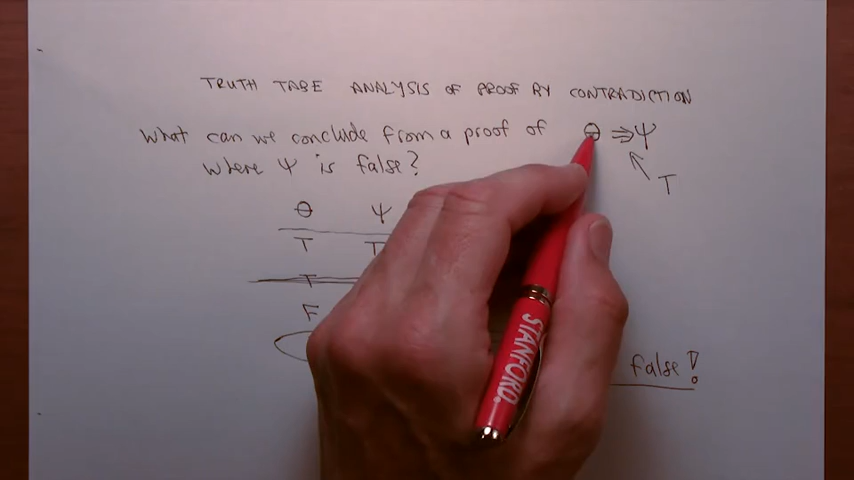 TRUTH TABE ANALYSIS OF PROOF BY CONTRADICTION
What can we conclude from a proof of Θ ⇒ Ψ
where Ψ is false?
T
Θ Ψ
T T
T
F
false!
STANFORD.